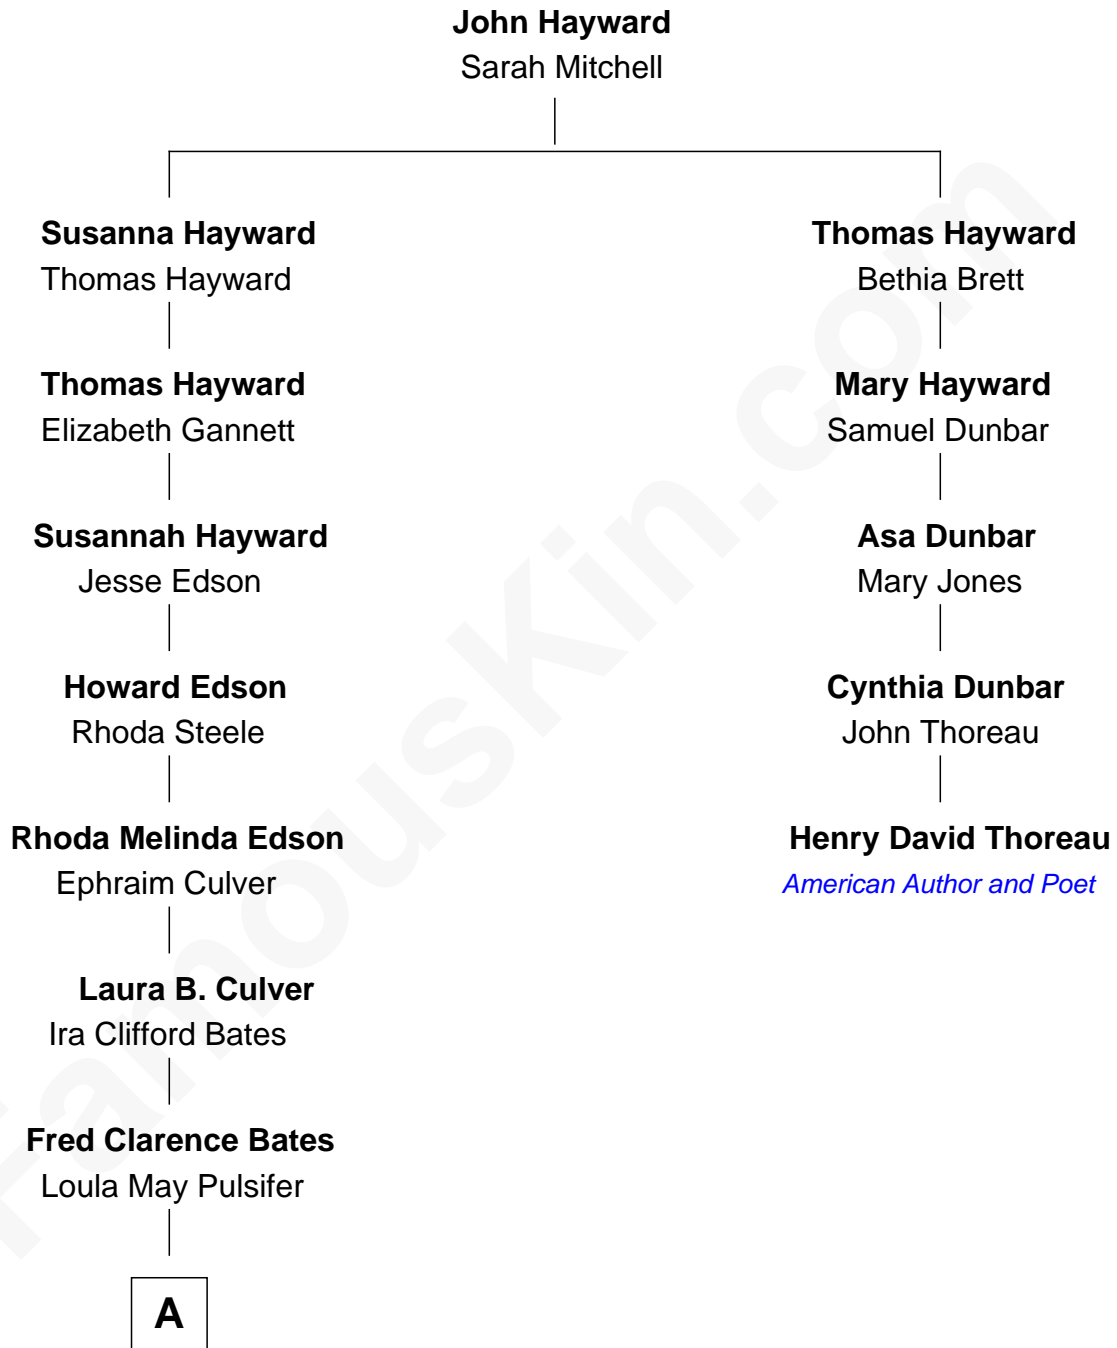 John Hayward
Sarah Mitchell
Susanna Hayward
Thomas Hayward
Thomas Hayward
Bethia Brett
Thomas Hayward
Elizabeth Gannett
Mary Hayward
Samuel Dunbar
Susannah Hayward
Jesse Edson
Asa Dunbar
Mary Jones
Howard Edson
Rhoda Steele
Cynthia Dunbar
John Thoreau
Rhoda Melinda Edson
Ephraim Culver
Henry David Thoreau
American Author and Poet
Laura B. Culver
Ira Clifford Bates
Fred Clarence Bates
Loula May Pulsifer
A
FamousKin.com